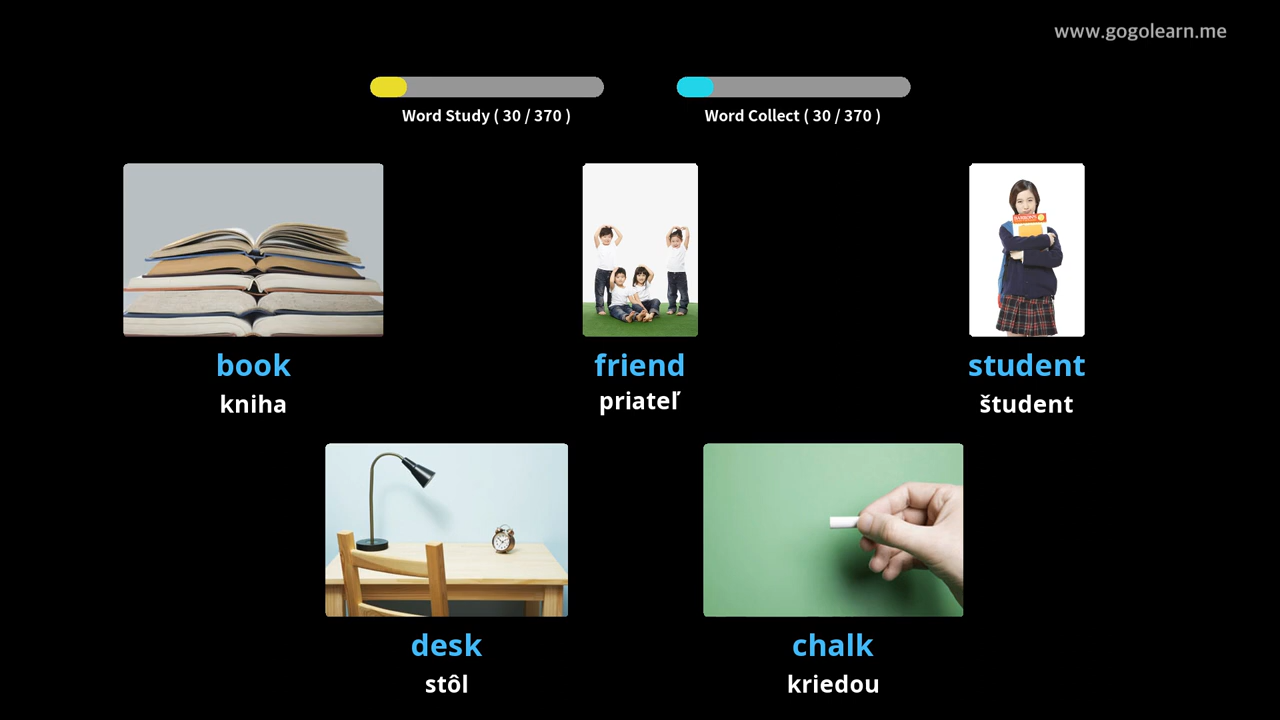 www.gogolearn.me
Word Study ( 30 / 370 )
Word Collect ( 30 / 370 )
book
kniha
friend
priateľ
student
študent
desk
stôl
chalk
kriedou